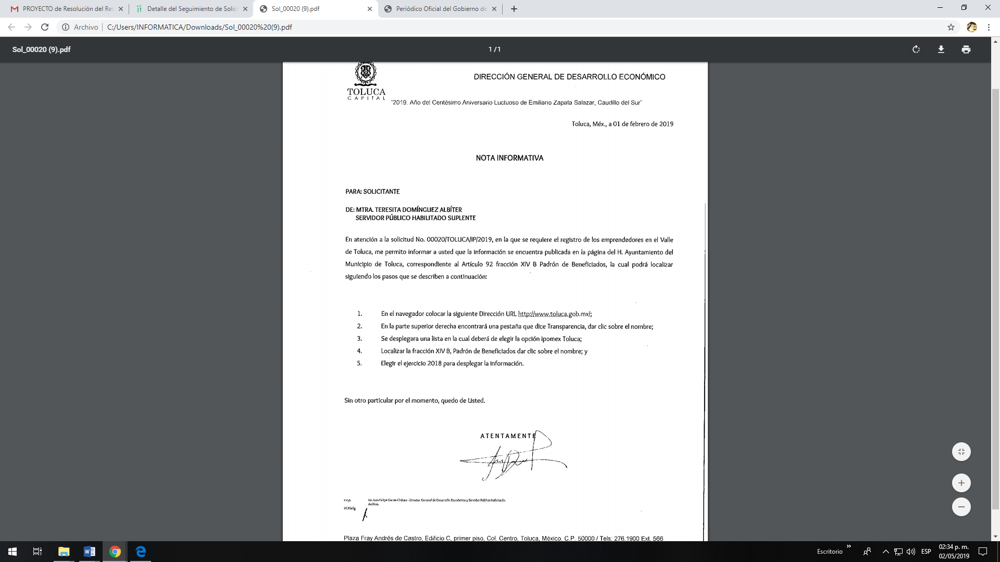 PROYECTO de Resolución del Rec
Detalle del Seguimiento de Solici
Sol_00020 (9).pdf
Periódico Oficial del Gobierno de
Archivo
C:/Users/INFORMATICA/Downloads/Sol_00020%20(9).pdf
Sol_00020 (9).pdf
1 / 1
TOLUCA
CAPITAL
DIRECCIÓN GENERAL DE DESARROLLO ECONÓMICO
"2019. Año del Centésimo Aniversario Luctuoso de Emiliano Zapata Salazar, Caudillo del Sur"
Toluca, Méx., a 01 de febrero de 2019
NOTA INFORMATIVA
PARA: SOLICITANTE
DE: MTRA. TERESITA DOMÍNGUEZ ALBÍTER
SERVIDOR PÚBLICO HABILITADO SUPLENTE
En atención a la solicitud No. 00020/TOLUCA/IP/2019, en la que se requiere el registro de los emprendedores en el Valle
de Toluca, me permito informar a usted que la información se encuentra publicada en la página del H. Ayuntamiento del
Municipio de Toluca, correspondiente al Artículo 92 fracción XIV B Padrón de Beneficiados, la cual podrá localizar
siguiendo los pasos que se describen a continuación:
1. En el navegador colocar la siguiente Dirección URL http://www.toluca.gob.mx/;
2. En la parte superior derecha encontrará una pestaña que dice Transparencia, dar clic sobre el nombre;
3. Se desplegara una lista en la cual deberá de elegir la opción ipomex Toluca;
4. Localizar la fracción XIV B, Padrón de Beneficiados dar clic sobre el nombre; y
5. Elegir el ejercicio 2018 para desplegar la información.
Sin otro particular por el momento, quedo de Usted.
ATENTAMENTE
c.c.p. Lic. Luis Felipe García Chávez - Director General de Desarrollo Económico y Servidor Público Habilitado.
Archivo.
Plaza Fray Andrés de Castro, Edificio C, primer piso, Col. Centro, Toluca, México. C.P. 50000 / Tels: 276.1900 Ext. 566
Escritorio
ESP
02:34 p. m.
02/05/2019